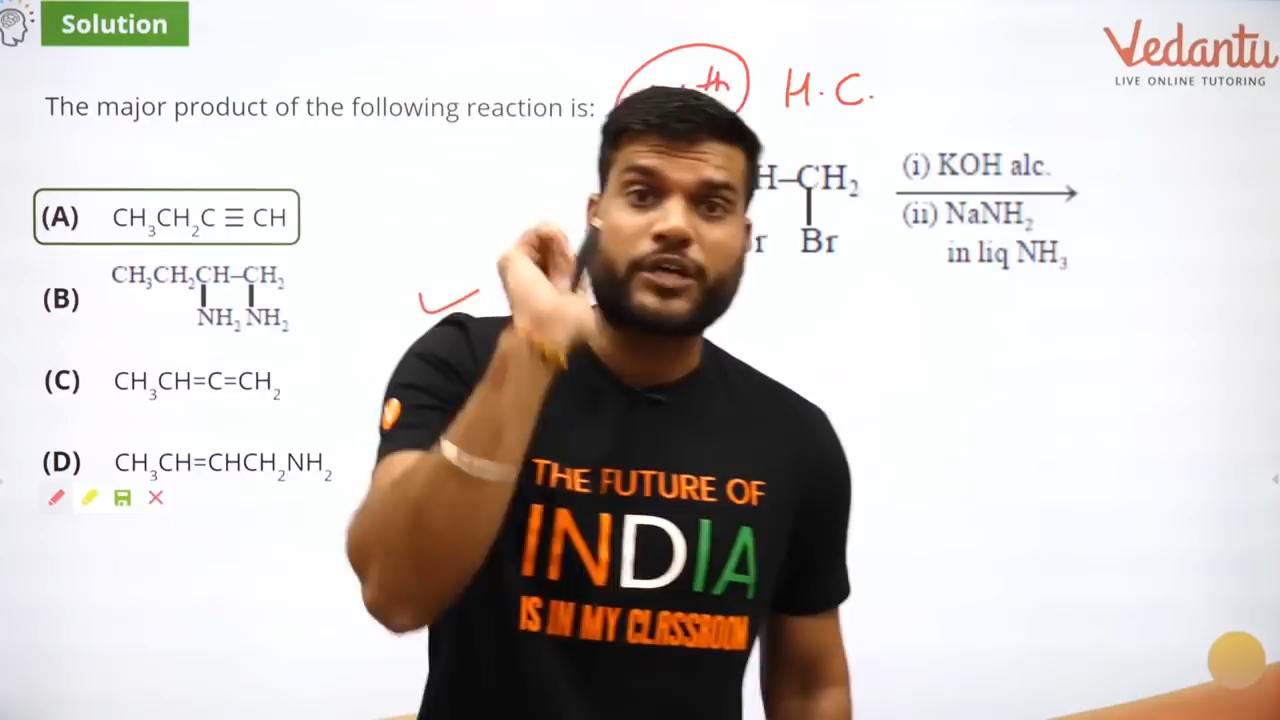 Solution
Vedantu
LIVE ONLINE TUTORING
The major product of the following reaction is:
th H.C.
H–CH₂
Br
(i) KOH alc.
(ii) NaNH₂
in liq NH₃
(A) CH₃CH₂C ≡ CH
(B) CH₃CH₂CH–CH₂
NH₂ NH₂
(C) CH₃CH=C=CH₂
(D) CH₃CH=CHCH₂NH₂
THE FUTURE OF
INDIA
IS IN MY CLASSROOM